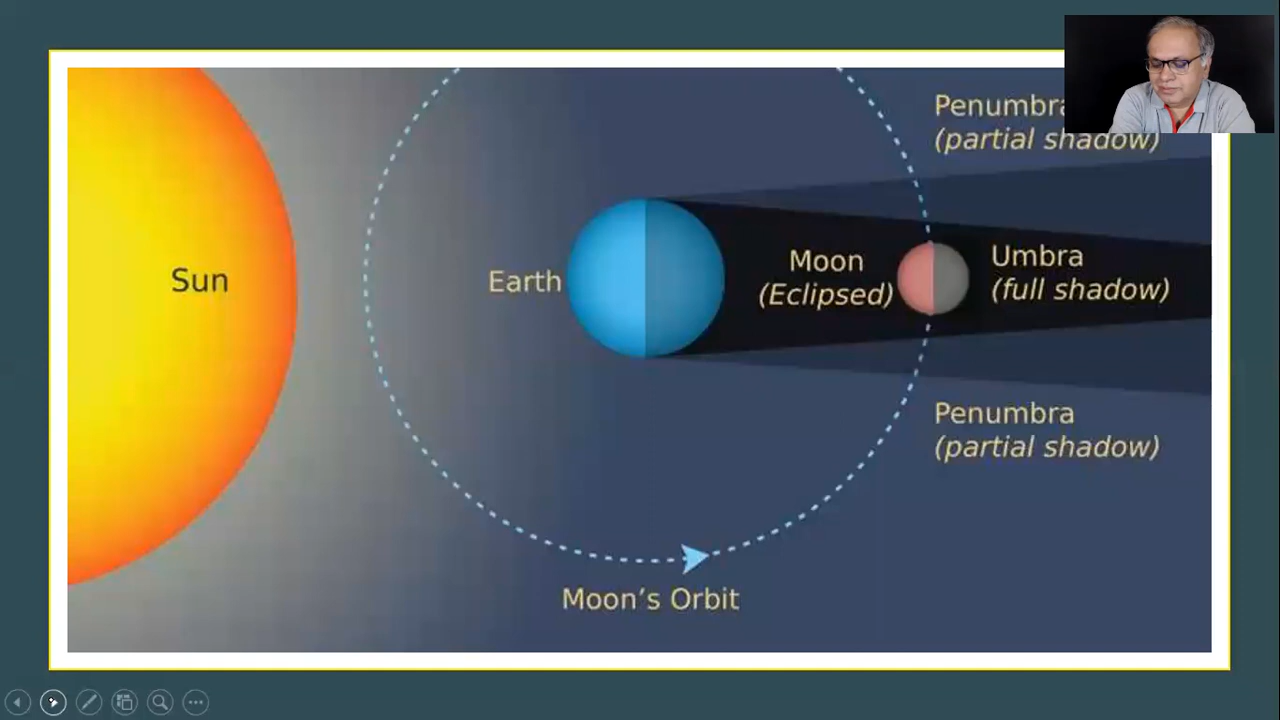 Penumbra
(partial shadow)
Sun
Earth
Moon
(Eclipsed)
Umbra
(full shadow)
Penumbra
(partial shadow)
Moon’s Orbit